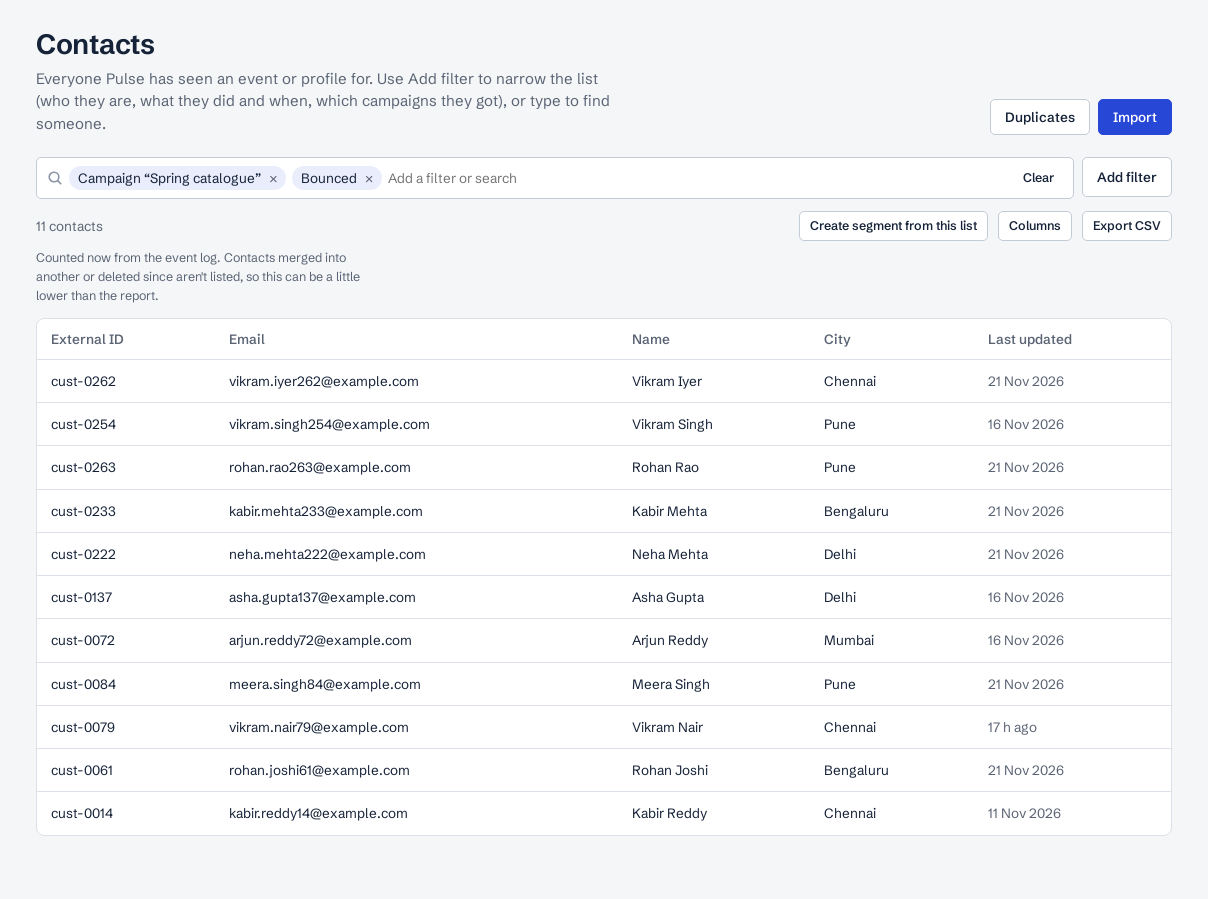 Contacts
Everyone Pulse has seen an event or profile for. Use Add filter to narrow the list
(who they are, what they did and when, which campaigns they got), or type to find
someone.
Duplicates
Import
Campaign “Spring catalogue” ×
Bounced ×
Add a filter or search
Clear
Add filter
11 contacts
Create segment from this list
Columns
Export CSV
Counted now from the event log. Contacts merged into
another or deleted since aren't listed, so this can be a little
lower than the report.
External ID Email Name City Last updated
cust-0262 vikram.iyer262@example.com Vikram Iyer Chennai 21 Nov 2026
cust-0254 vikram.singh254@example.com Vikram Singh Pune 16 Nov 2026
cust-0263 rohan.rao263@example.com Rohan Rao Pune 21 Nov 2026
cust-0233 kabir.mehta233@example.com Kabir Mehta Bengaluru 21 Nov 2026
cust-0222 neha.mehta222@example.com Neha Mehta Delhi 21 Nov 2026
cust-0137 asha.gupta137@example.com Asha Gupta Delhi 16 Nov 2026
cust-0072 arjun.reddy72@example.com Arjun Reddy Mumbai 16 Nov 2026
cust-0084 meera.singh84@example.com Meera Singh Pune 21 Nov 2026
cust-0079 vikram.nair79@example.com Vikram Nair Chennai 17 h ago
cust-0061 rohan.joshi61@example.com Rohan Joshi Bengaluru 21 Nov 2026
cust-0014 kabir.reddy14@example.com Kabir Reddy Chennai 11 Nov 2026